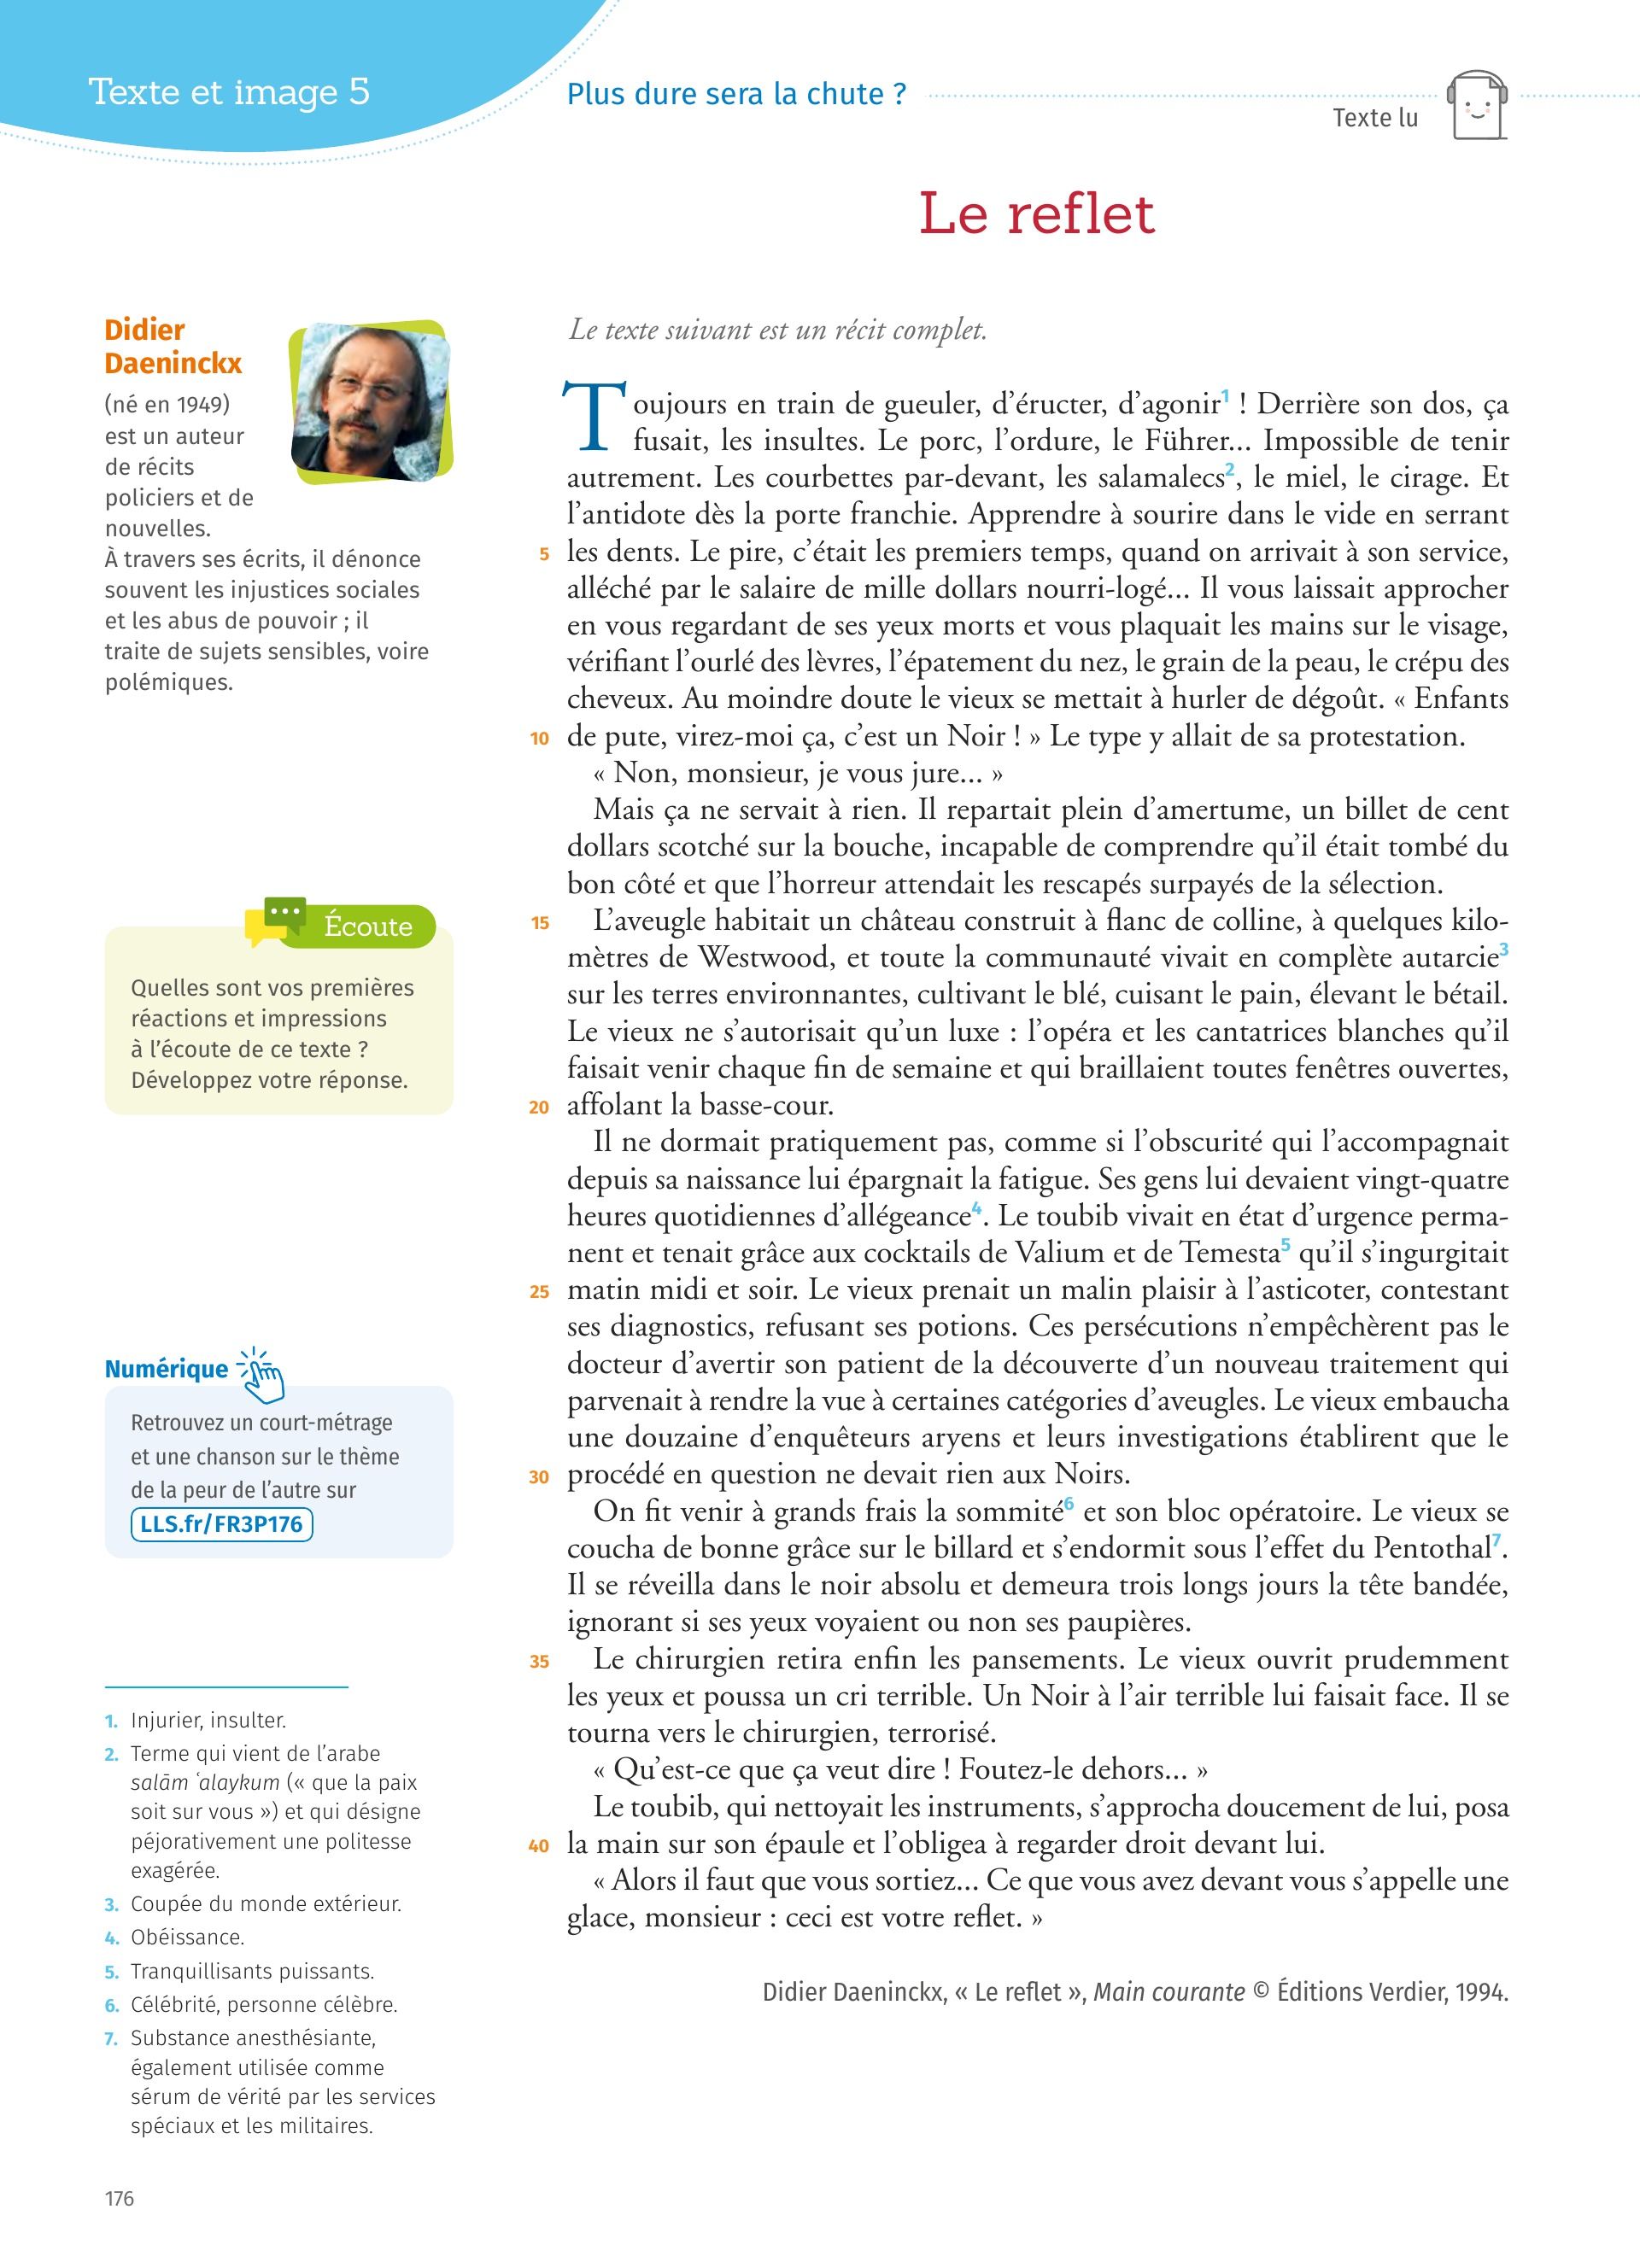 Texte et image 5
Plus dure sera la chute ?
Texte lu
Le reflet
Didier
Daeninckx
(né en 1949)
est un auteur
de récits
policiers et de
nouvelles.
À travers ses écrits, il dénonce
souvent les injustices sociales
et les abus de pouvoir ; il
traite de sujets sensibles, voire
polémiques.
Écoute
Quelles sont vos premières
réactions et impressions
à l’écoute de ce texte ?
Développez votre réponse.
Numérique
Retrouvez un court-métrage
et une chanson sur le thème
de la peur de l’autre sur
LLS.fr/FR3P176
1. Injurier, insulter.
2. Terme qui vient de l’arabe
salām ʿalaykum (« que la paix
soit sur vous ») et qui désigne
péjorativement une politesse
exagérée.
3. Coupée du monde extérieur.
4. Obéissance.
5. Tranquillisants puissants.
6. Célébrité, personne célèbre.
7. Substance anesthésiante,
également utilisée comme
sérum de vérité par les services
spéciaux et les militaires.
Le texte suivant est un récit complet.
Toujours en train de gueuler, d’éructer, d’agonir1 ! Derrière son dos, ça
fusait, les insultes. Le porc, l’ordure, le Führer... Impossible de tenir
autrement. Les courbettes par-devant, les salamalecs2, le miel, le cirage. Et
l’antidote dès la porte franchie. Apprendre à sourire dans le vide en serrant
5 les dents. Le pire, c’était les premiers temps, quand on arrivait à son service,
alléché par le salaire de mille dollars nourri-logé... Il vous laissait approcher
en vous regardant de ses yeux morts et vous plaquait les mains sur le visage,
vérifiant l’ourlé des lèvres, l’épatement du nez, le grain de la peau, le crépu des
cheveux. Au moindre doute le vieux se mettait à hurler de dégoût. « Enfants
10 de pute, virez-moi ça, c’est un Noir ! » Le type y allait de sa protestation.
« Non, monsieur, je vous jure... »
Mais ça ne servait à rien. Il repartait plein d’amertume, un billet de cent
dollars scotché sur la bouche, incapable de comprendre qu’il était tombé du
bon côté et que l’horreur attendait les rescapés surpayés de la sélection.
15 L’aveugle habitait un château construit à flanc de colline, à quelques kilo-
mètres de Westwood, et toute la communauté vivait en complète autarcie3
sur les terres environnantes, cultivant le blé, cuisant le pain, élevant le bétail.
Le vieux ne s’autorisait qu’un luxe : l’opéra et les cantatrices blanches qu’il
faisait venir chaque fin de semaine et qui braillaient toutes fenêtres ouvertes,
20 affolant la basse-cour.
Il ne dormait pratiquement pas, comme si l’obscurité qui l’accompagnait
depuis sa naissance lui épargnait la fatigue. Ses gens lui devaient vingt-quatre
heures quotidiennes d’allégeance4. Le toubib vivait en état d’urgence perma-
nent et tenait grâce aux cocktails de Valium et de Temesta5 qu’il s’ingurgitait
25 matin midi et soir. Le vieux prenait un malin plaisir à l’asticoter, contestant
ses diagnostics, refusant ses potions. Ces persécutions n’empêchèrent pas le
docteur d’avertir son patient de la découverte d’un nouveau traitement qui
parvenait à rendre la vue à certaines catégories d’aveugles. Le vieux embaucha
une douzaine d’enquêteurs aryens et leurs investigations établirent que le
30 procédé en question ne devait rien aux Noirs.
On fit venir à grands frais la sommité6 et son bloc opératoire. Le vieux se
coucha de bonne grâce sur le billard et s’endormit sous l’effet du Pentothal7.
Il se réveilla dans le noir absolu et demeura trois longs jours la tête bandée,
ignorant si ses yeux voyaient ou non ses paupières.
35 Le chirurgien retira enfin les pansements. Le vieux ouvrit prudemment
les yeux et poussa un cri terrible. Un Noir à l’air terrible lui faisait face. Il se
tourna vers le chirurgien, terrorisé.
« Qu’est-ce que ça veut dire ! Foutez-le dehors... »
Le toubib, qui nettoyait les instruments, s’approcha doucement de lui, posa
40 la main sur son épaule et l’obligea à regarder droit devant lui.
« Alors il faut que vous sortiez... Ce que vous avez devant vous s’appelle une
glace, monsieur : ceci est votre reflet. »
Didier Daeninckx, « Le reflet », Main courante © Éditions Verdier, 1994.
176